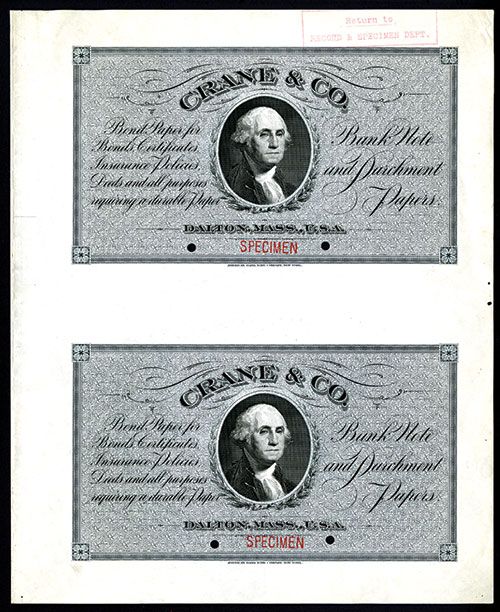 Return to
RECORD & SPECIMEN DEPT.
CRANE & CO.
Bond Paper for
Bonds, Certificates,
Insurance Policies,
Deeds and all purposes
requiring a durable Paper
Bank Note
and Parchment
Papers.
DALTON, MASS., U.S.A.
SPECIMEN
CRANE & CO.
Bond Paper for
Bonds, Certificates,
Insurance Policies,
Deeds and all purposes
requiring a durable Paper
Bank Note
and Parchment
Papers.
DALTON, MASS., U.S.A.
SPECIMEN